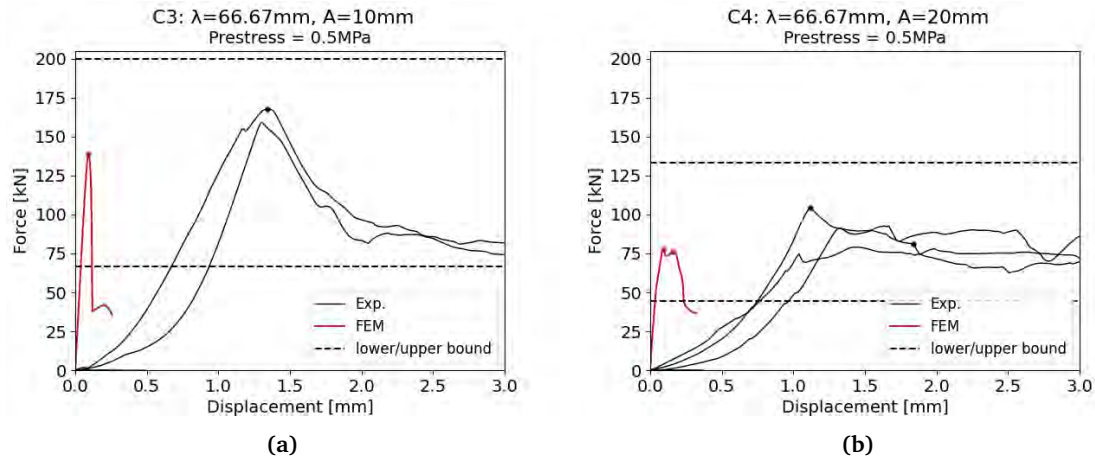 C3: λ=66.67mm, A=10mm
Prestress = 0.5MPa
200
175
150
125
100
75
50
25
0
Force [kN]
Exp.
FEM
lower/upper bound
0.0 0.5 1.0 1.5 2.0 2.5 3.0
Displacement [mm]
(a)
C4: λ=66.67mm, A=20mm
Prestress = 0.5MPa
200
175
150
125
100
75
50
25
0
Force [kN]
Exp.
FEM
lower/upper bound
0.0 0.5 1.0 1.5 2.0 2.5 3.0
Displacement [mm]
(b)